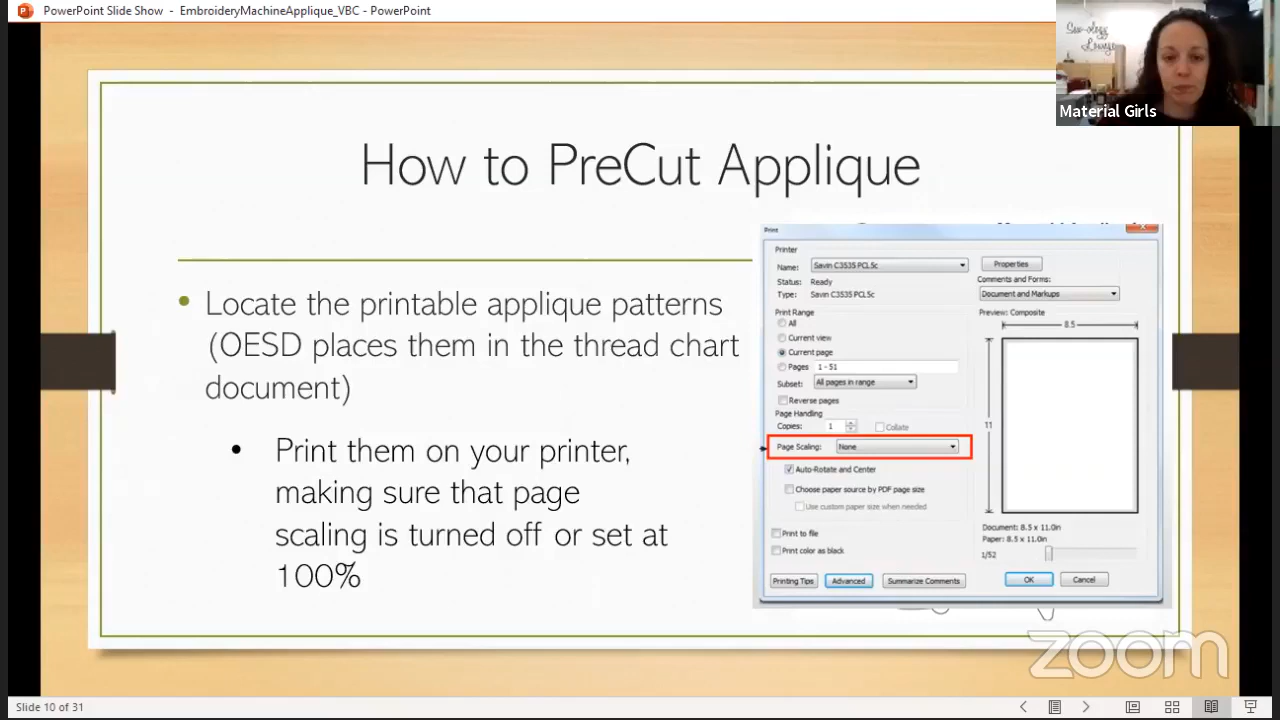 PowerPoint Slide Show - EmbroideryMachineApplique_VBC - PowerPoint
Sew-ology
Lounge
Material Girls
How to PreCut Applique
• Locate the printable applique patterns
(OESD places them in the thread chart
document)
• Print them on your printer,
making sure that page
scaling is turned off or set at
100%
Print
Printer
Name: Savin C3535 PCL5c
Properties
Status: Ready
Type: Savin C3535 PCL5c
Comments and Forms:
Document and Markups
Print Range
All
Current view
Current page
Pages 1 - 51
Subset: All pages in range
Reverse pages
Page Handling
Copies: 1 Collate
Page Scaling: None
Auto-Rotate and Center
Choose paper source by PDF page size
Use custom paper size when needed
Print to file
Print color as black
Printing Tips Advanced Summarize Comments
Preview: Composite
8.5
11
Document: 8.5 x 11.0in
Paper: 8.5 x 11.0in
1/52
OK Cancel
zoom
Slide 10 of 31